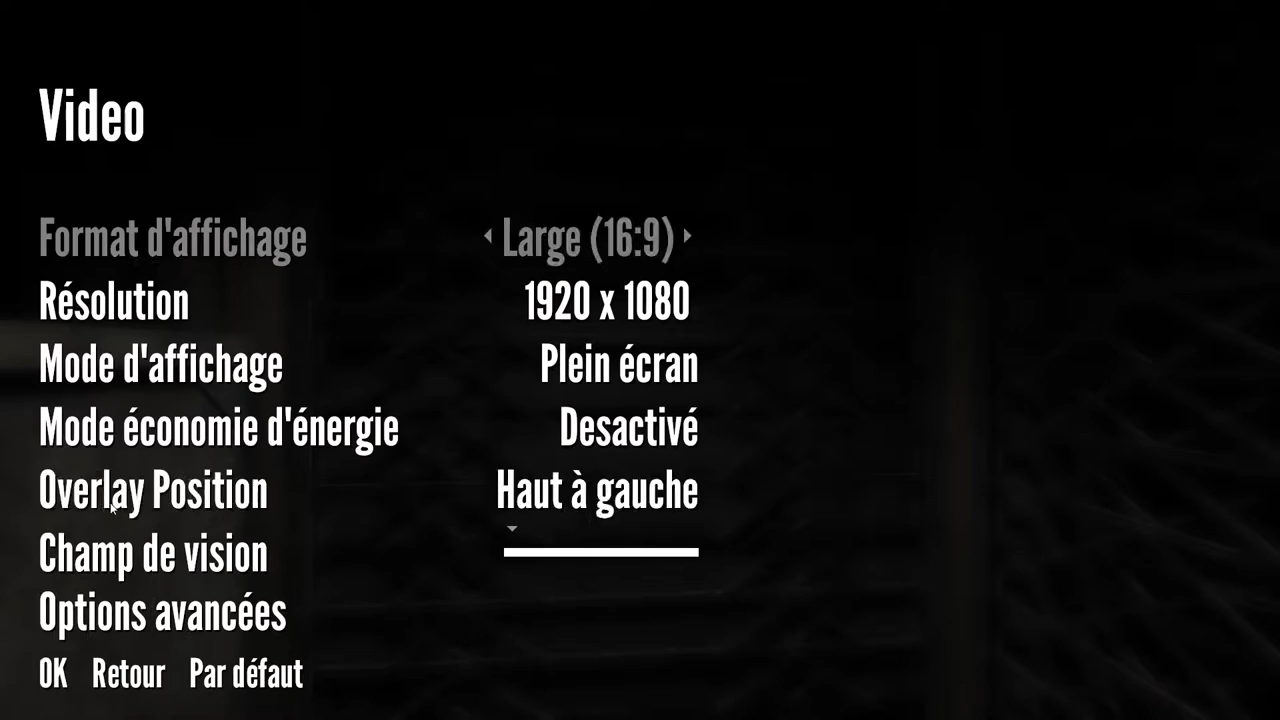 Video
Format d'affichage Large (16:9)
Résolution 1920 x 1080
Mode d'affichage Plein écran
Mode économie d'énergie Desactivé
Overlay Position Haut à gauche
Champ de vision
Options avancées
OK Retour Par défaut